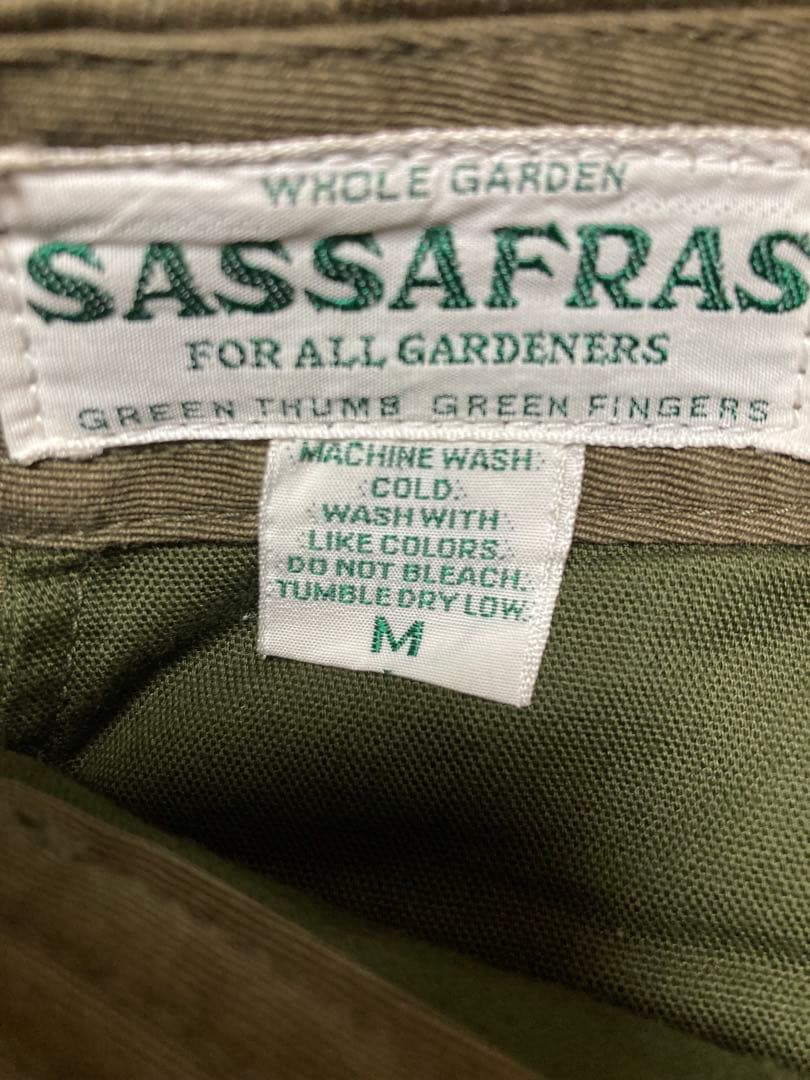 WHOLE GARDEN
SASSAFRAS
FOR ALL GARDENERS
GREEN THUMB GREEN FINGERS
MACHINE WASH
COLD.
WASH WITH
LIKE COLORS.
DO NOT BLEACH.
TUMBLE DRY LOW.
M